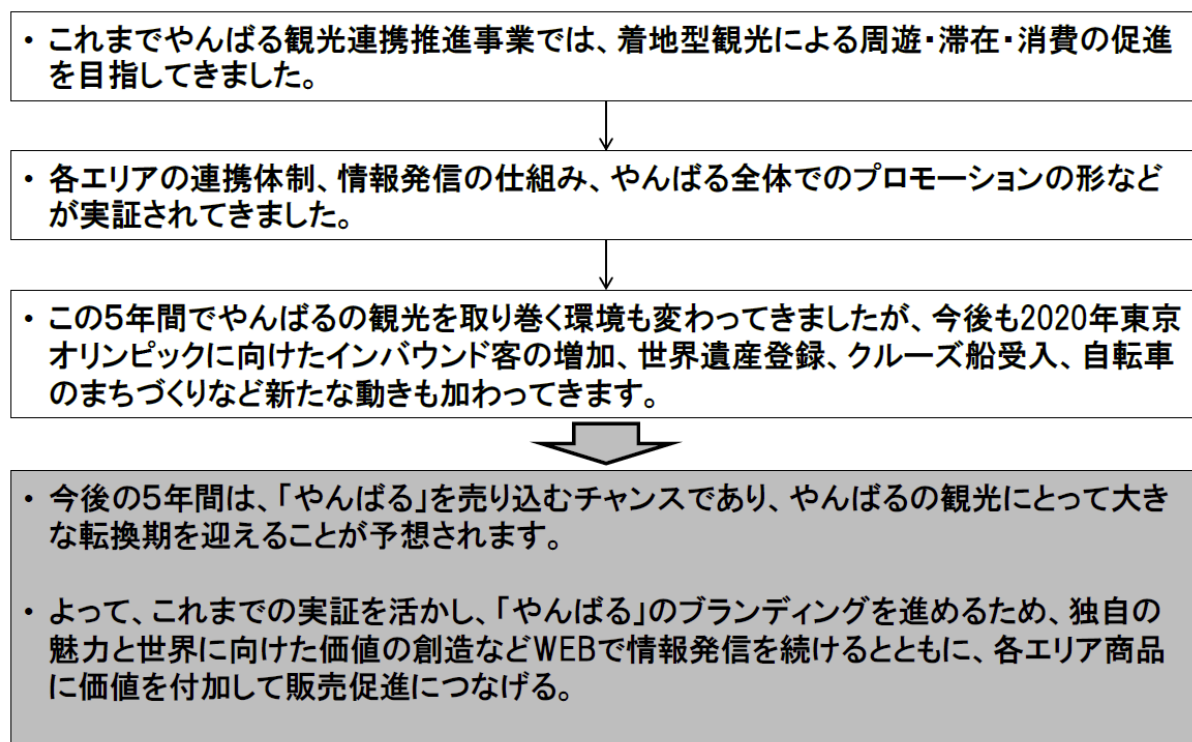 ・これまでやんばる観光連携推進事業では、着地型観光による周遊・滞在・消費の促進
を目指してきました。
・各エリアの連携体制、情報発信の仕組み、やんばる全体でのプロモーションの形など
が実証されてきました。
・この5年間でやんばるの観光を取り巻く環境も変わってきましたが、今後も2020年東京
オリンピックに向けたインバウンド客の増加、世界遺産登録、クルーズ船受入、自転車
のまちづくりなど新たな動きも加わってきます。
・今後の5年間は、「やんばる」を売り込むチャンスであり、やんばるの観光にとって大き
な転換期を迎えることが予想されます。
・よって、これまでの実証を活かし、「やんばる」のブランディングを進めるため、独自の
魅力と世界に向けた価値の創造などWEBで情報発信を続けるとともに、各エリア商品
に価値を付加して販売促進につなげる。